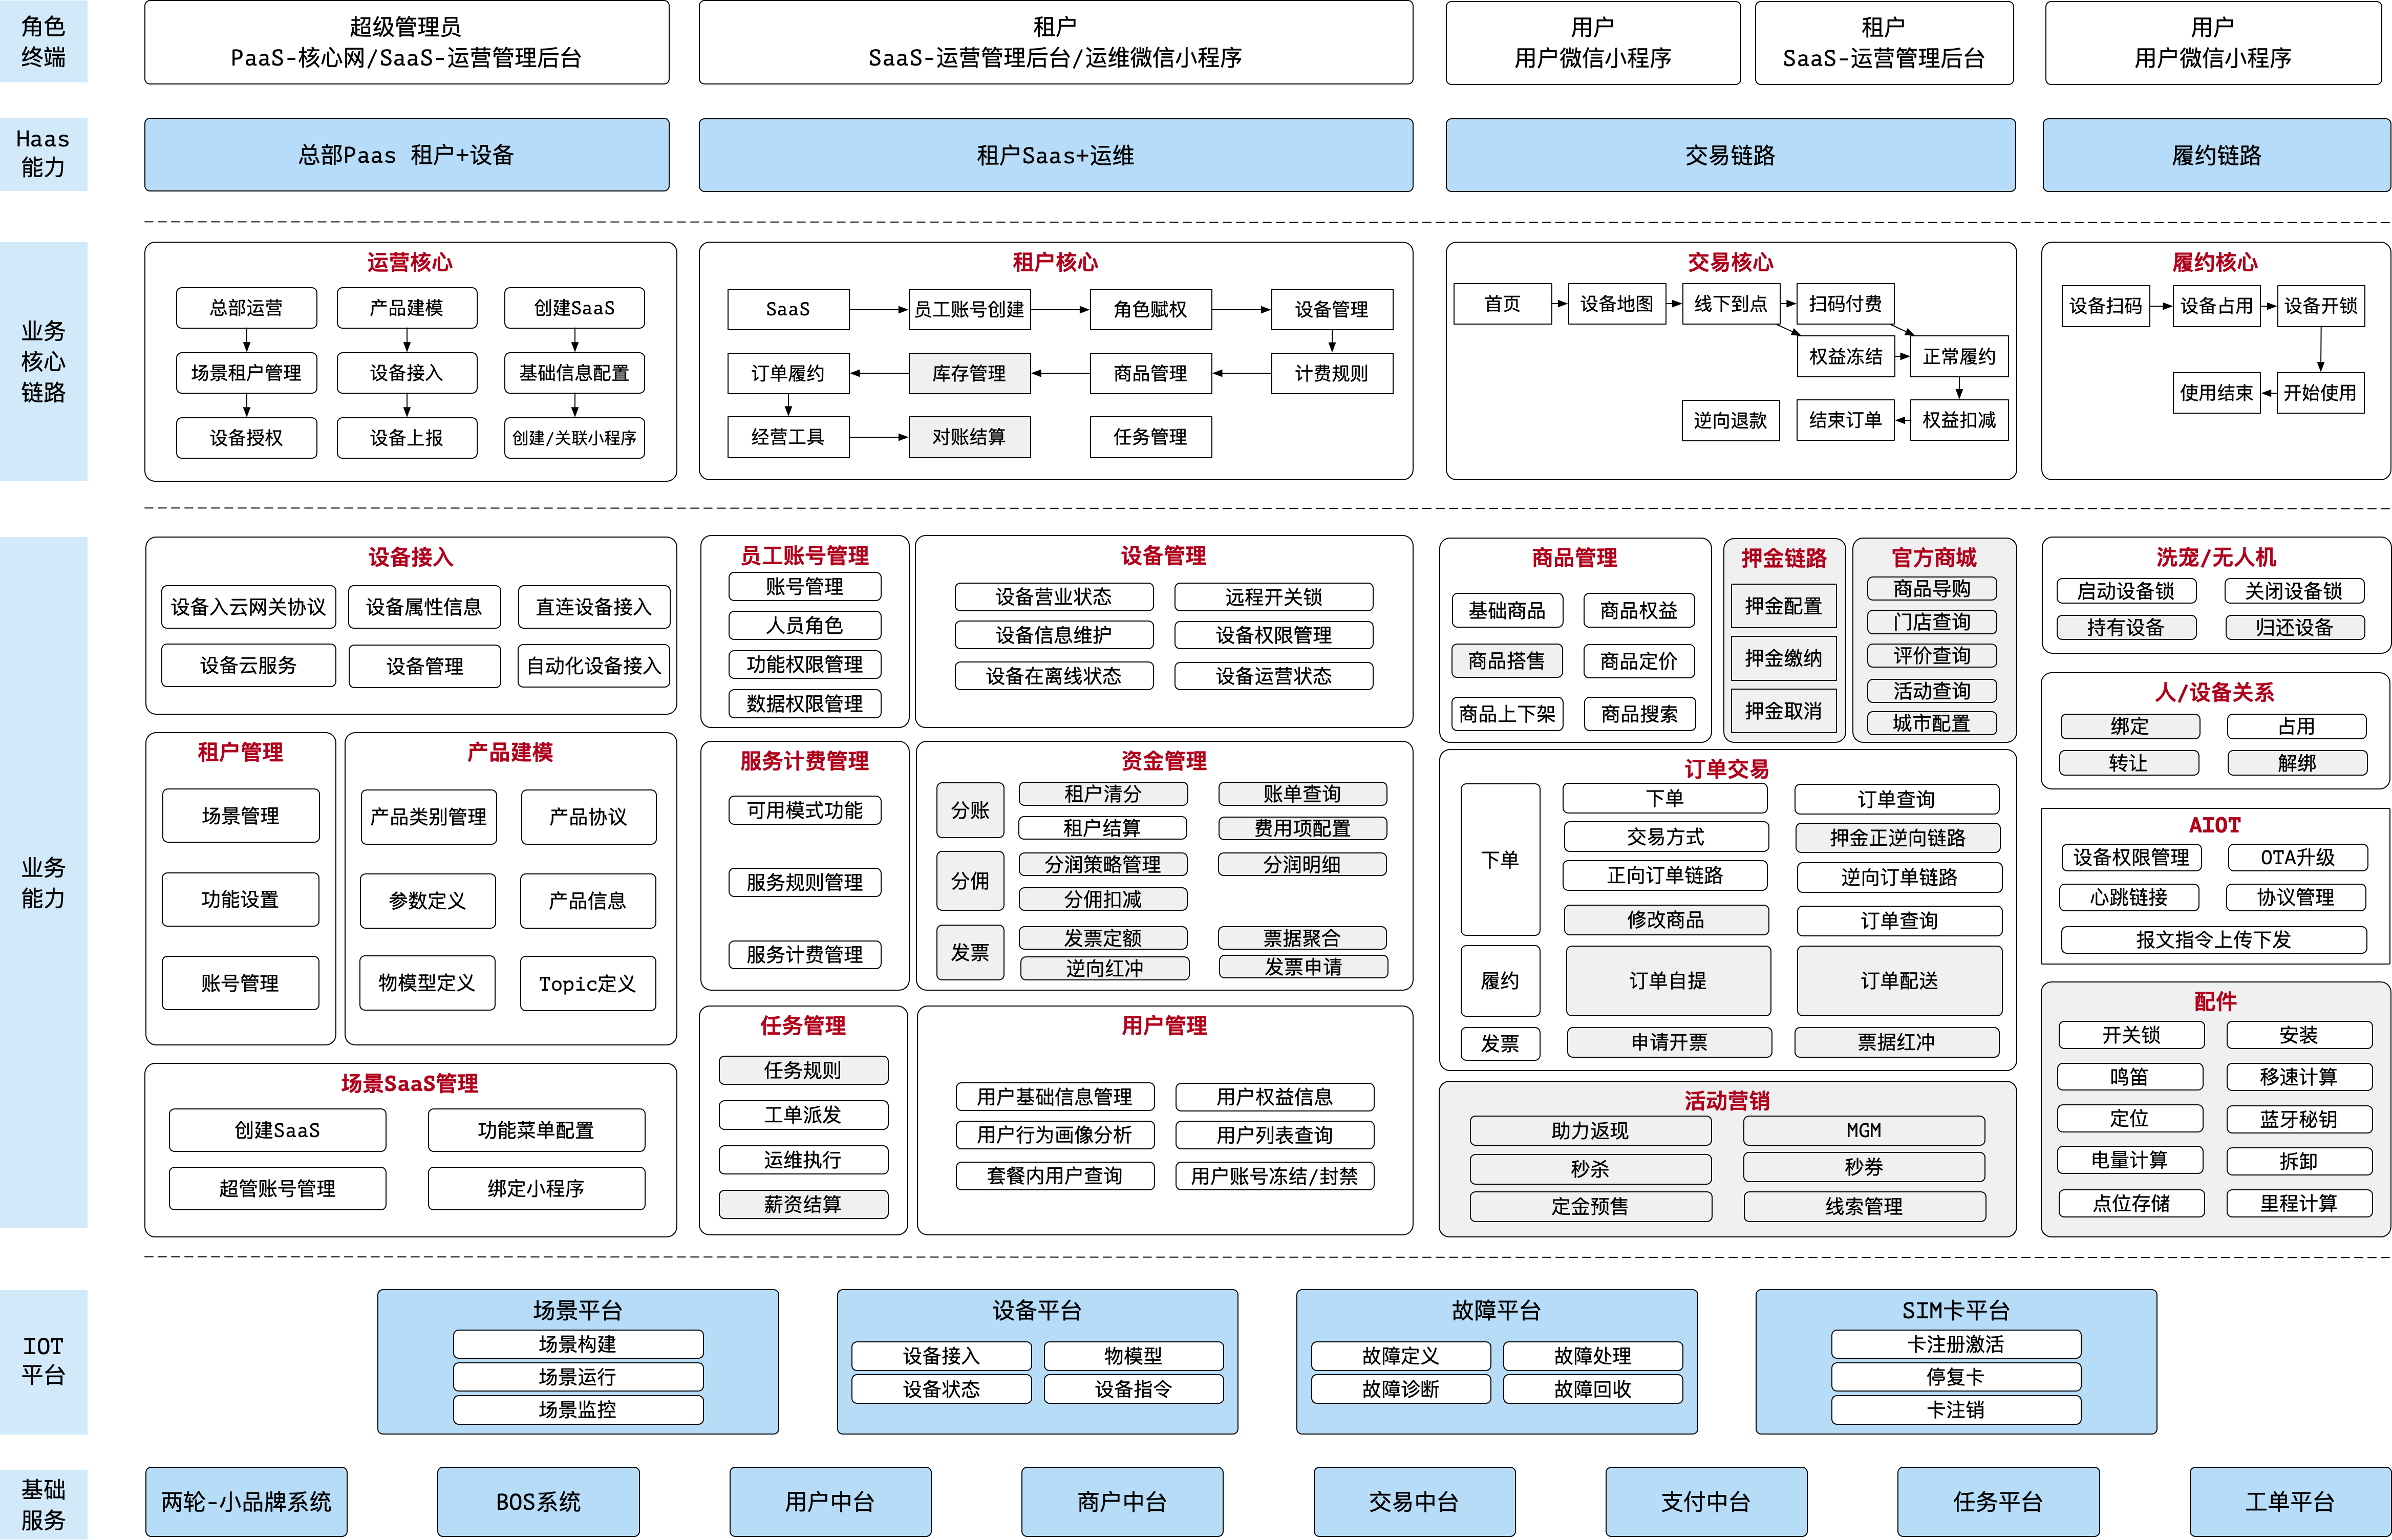 角色
终端
超级管理员
PaaS-核心网/SaaS-运营管理后台
租户
SaaS-运营管理后台/运维微信小程序
用户
用户微信小程序
租户
SaaS-运营管理后台
用户
用户微信小程序
Haas
能力
总部Paas 租户+设备
租户Saas+运维
交易链路
履约链路
业务
核心
链路
运营核心
总部运营
产品建模
创建SaaS
场景租户管理
设备接入
基础信息配置
设备授权
设备上报
创建/关联小程序
租户核心
SaaS
员工账号创建
角色赋权
设备管理
订单履约
库存管理
商品管理
计费规则
经营工具
对账结算
任务管理
交易核心
首页
设备地图
线下到点
扫码付费
权益冻结
正常履约
逆向退款
结束订单
权益扣减
履约核心
设备扫码
设备占用
设备开锁
使用结束
开始使用
业务
能力
设备接入
设备入云网关协议
设备属性信息
直连设备接入
设备云服务
设备管理
自动化设备接入
租户管理
场景管理
功能设置
账号管理
产品建模
产品类别管理
产品协议
参数定义
产品信息
物模型定义
Topic定义
场景SaaS管理
创建SaaS
功能菜单配置
超管账号管理
绑定小程序
员工账号管理
账号管理
人员角色
功能权限管理
数据权限管理
设备管理
设备营业状态
远程开关锁
设备信息维护
设备权限管理
设备在离线状态
设备运营状态
服务计费管理
可用模式功能
服务规则管理
服务计费管理
资金管理
分账
租户清分
账单查询
租户结算
费用项配置
分佣
分润策略管理
分润明细
分佣扣减
发票
发票定额
票据聚合
逆向红冲
发票申请
任务管理
任务规则
工单派发
运维执行
薪资结算
用户管理
用户基础信息管理
用户权益信息
用户行为画像分析
用户列表查询
套餐内用户查询
用户账号冻结/封禁
商品管理
基础商品
商品权益
商品搭售
商品定价
商品上下架
商品搜索
押金链路
押金配置
押金缴纳
押金取消
官方商城
商品导购
门店查询
评价查询
活动查询
城市配置
订单交易
下单
下单
订单查询
交易方式
押金正逆向链路
正向订单链路
逆向订单链路
修改商品
订单查询
履约
订单自提
订单配送
发票
申请开票
票据红冲
活动营销
助力返现
MGM
秒杀
秒券
定金预售
线索管理
洗宠/无人机
启动设备锁
关闭设备锁
持有设备
归还设备
人/设备关系
绑定
占用
转让
解绑
AIOT
设备权限管理
OTA升级
心跳链接
协议管理
报文指令上传下发
配件
开关锁
安装
鸣笛
移速计算
定位
蓝牙秘钥
电量计算
拆卸
点位存储
里程计算
IOT
平台
场景平台
场景构建
场景运行
场景监控
设备平台
设备接入
物模型
设备状态
设备指令
故障平台
故障定义
故障处理
故障诊断
故障回收
SIM卡平台
卡注册激活
停复卡
卡注销
基础
服务
两轮-小品牌系统
BOS系统
用户中台
商户中台
交易中台
支付中台
任务平台
工单平台